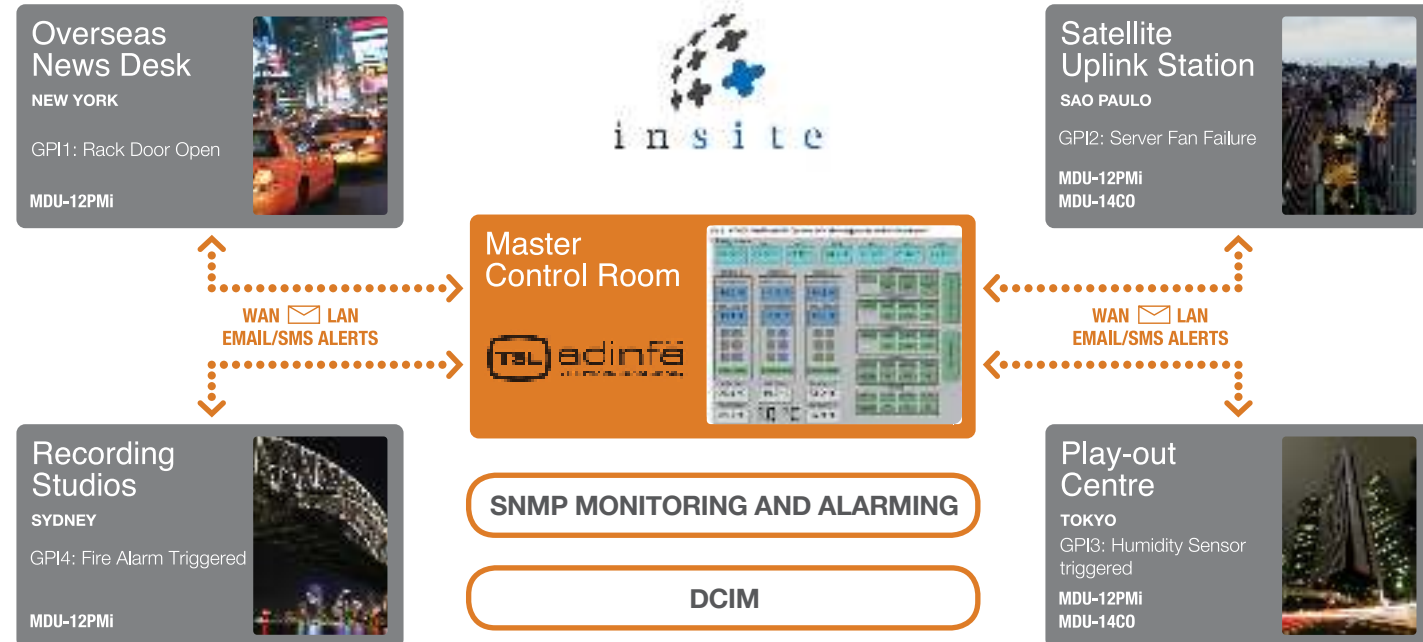 Overseas
News Desk
NEW YORK
GPI1: Rack Door Open
MDU-12PMi
insite
Satellite
Uplink Station
SAO PAULO
GPI2: Server Fan Failure
MDU-12PMi
MDU-14CO
Master
Control Room
TSL adinfa
WAN LAN
EMAIL/SMS ALERTS
WAN LAN
EMAIL/SMS ALERTS
Recording
Studios
SYDNEY
GPI4: Fire Alarm Triggered
MDU-12PMi
SNMP MONITORING AND ALARMING
DCIM
Play-out
Centre
TOKYO
GPI3: Humidity Sensor
triggered
MDU-12PMi
MDU-14CO